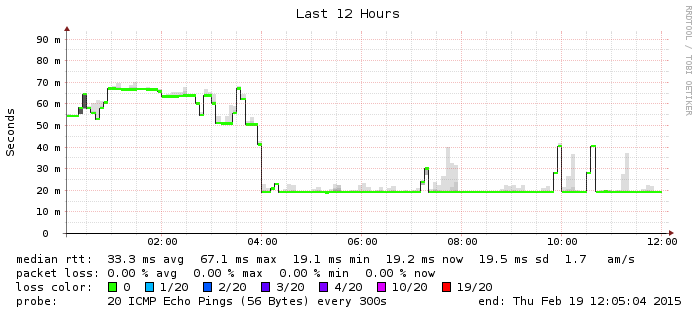 Last 12 Hours
RRDTOOL / TOBI OETIKER
Seconds
90 m
80 m
70 m
60 m
50 m
40 m
30 m
20 m
10 m
0
02:00 04:00 06:00 08:00 10:00 12:00
median rtt: 33.3 ms avg 67.1 ms max 19.1 ms min 19.2 ms now 19.5 ms sd 1.7 am/s
packet loss: 0.00 % avg 0.00 % max 0.00 % min 0.00 % now
loss color: 0 1/20 2/20 3/20 4/20 10/20 19/20
probe: 20 ICMP Echo Pings (56 Bytes) every 300s end: Thu Feb 19 12:05:04 2015